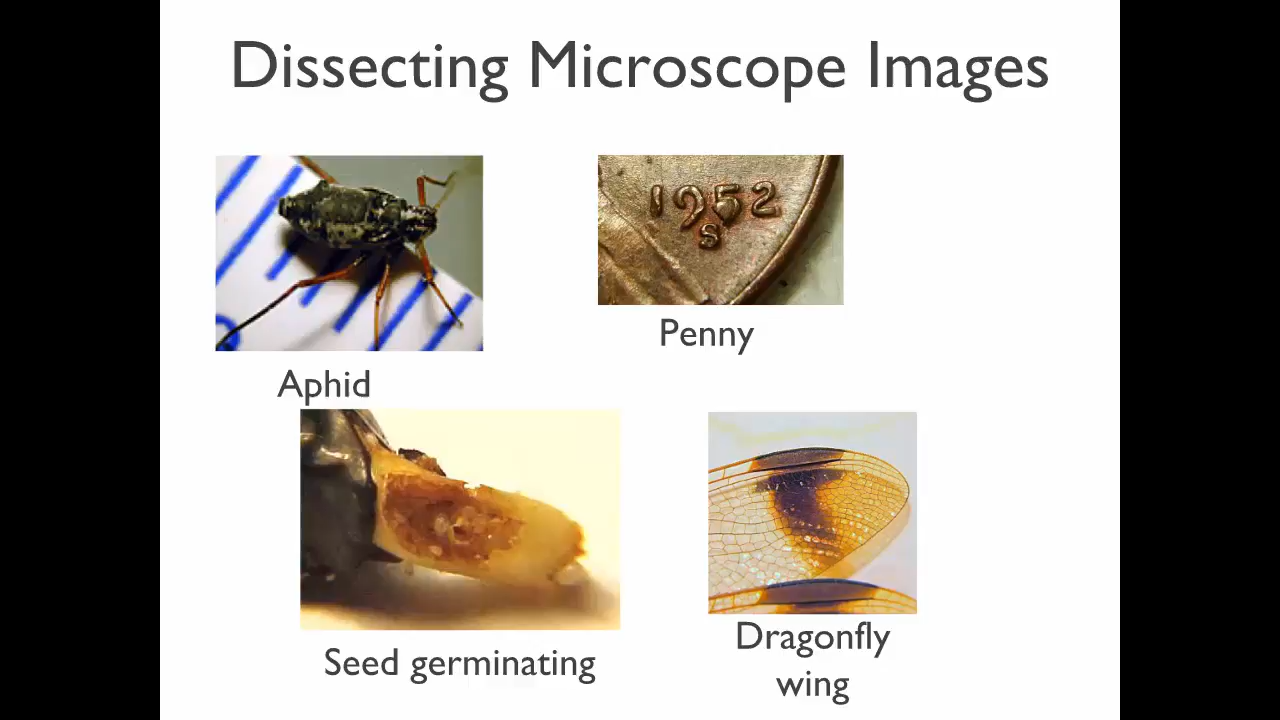 Dissecting Microscope Images
1952
S
Penny
Aphid
Seed germinating
Dragonfly
wing